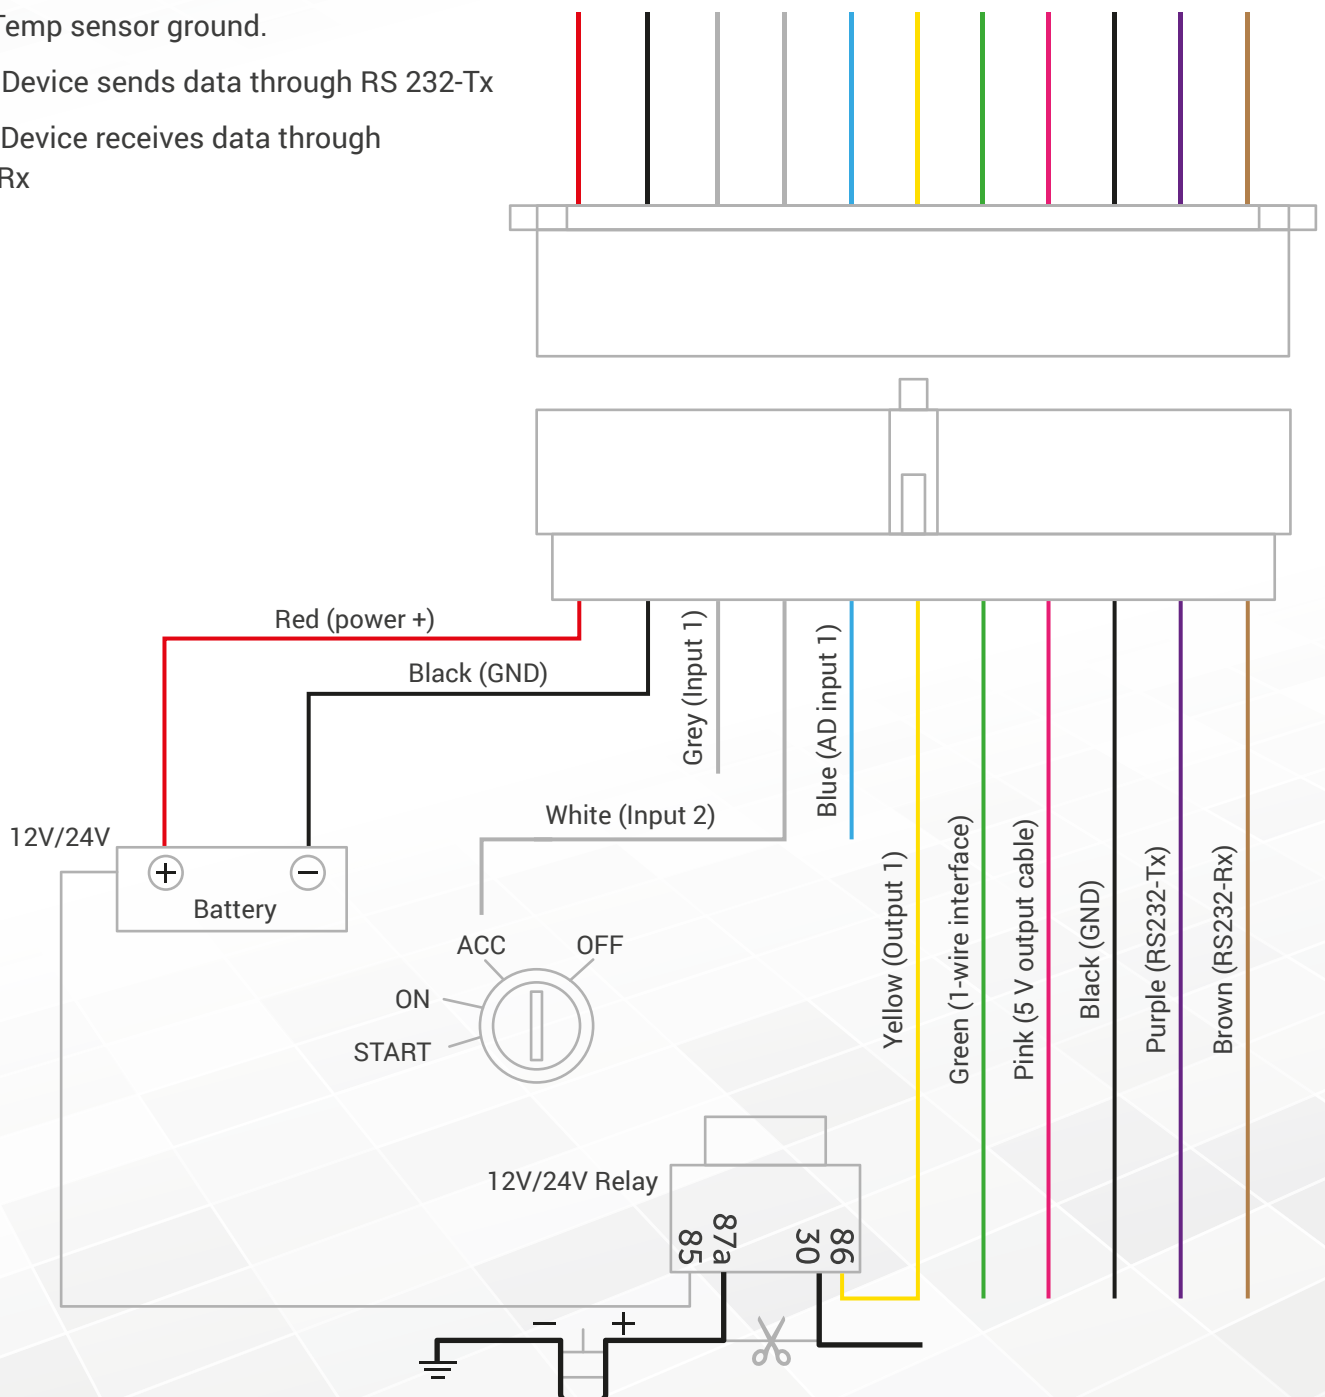 Temp sensor ground.
Device sends data through RS 232-Tx
Device receives data through
Rx
Red (power +)
Black (GND)
Grey (Input 1)
White (Input 2)
Blue (AD input 1)
Yellow (Output 1)
Green (1-wire interface)
Pink (5 V output cable)
Black (GND)
Purple (RS232-Tx)
Brown (RS232-Rx)
12V/24V
+
−
Battery
ACC
OFF
ON
START
12V/24V Relay
85
87a
30
86
−
+